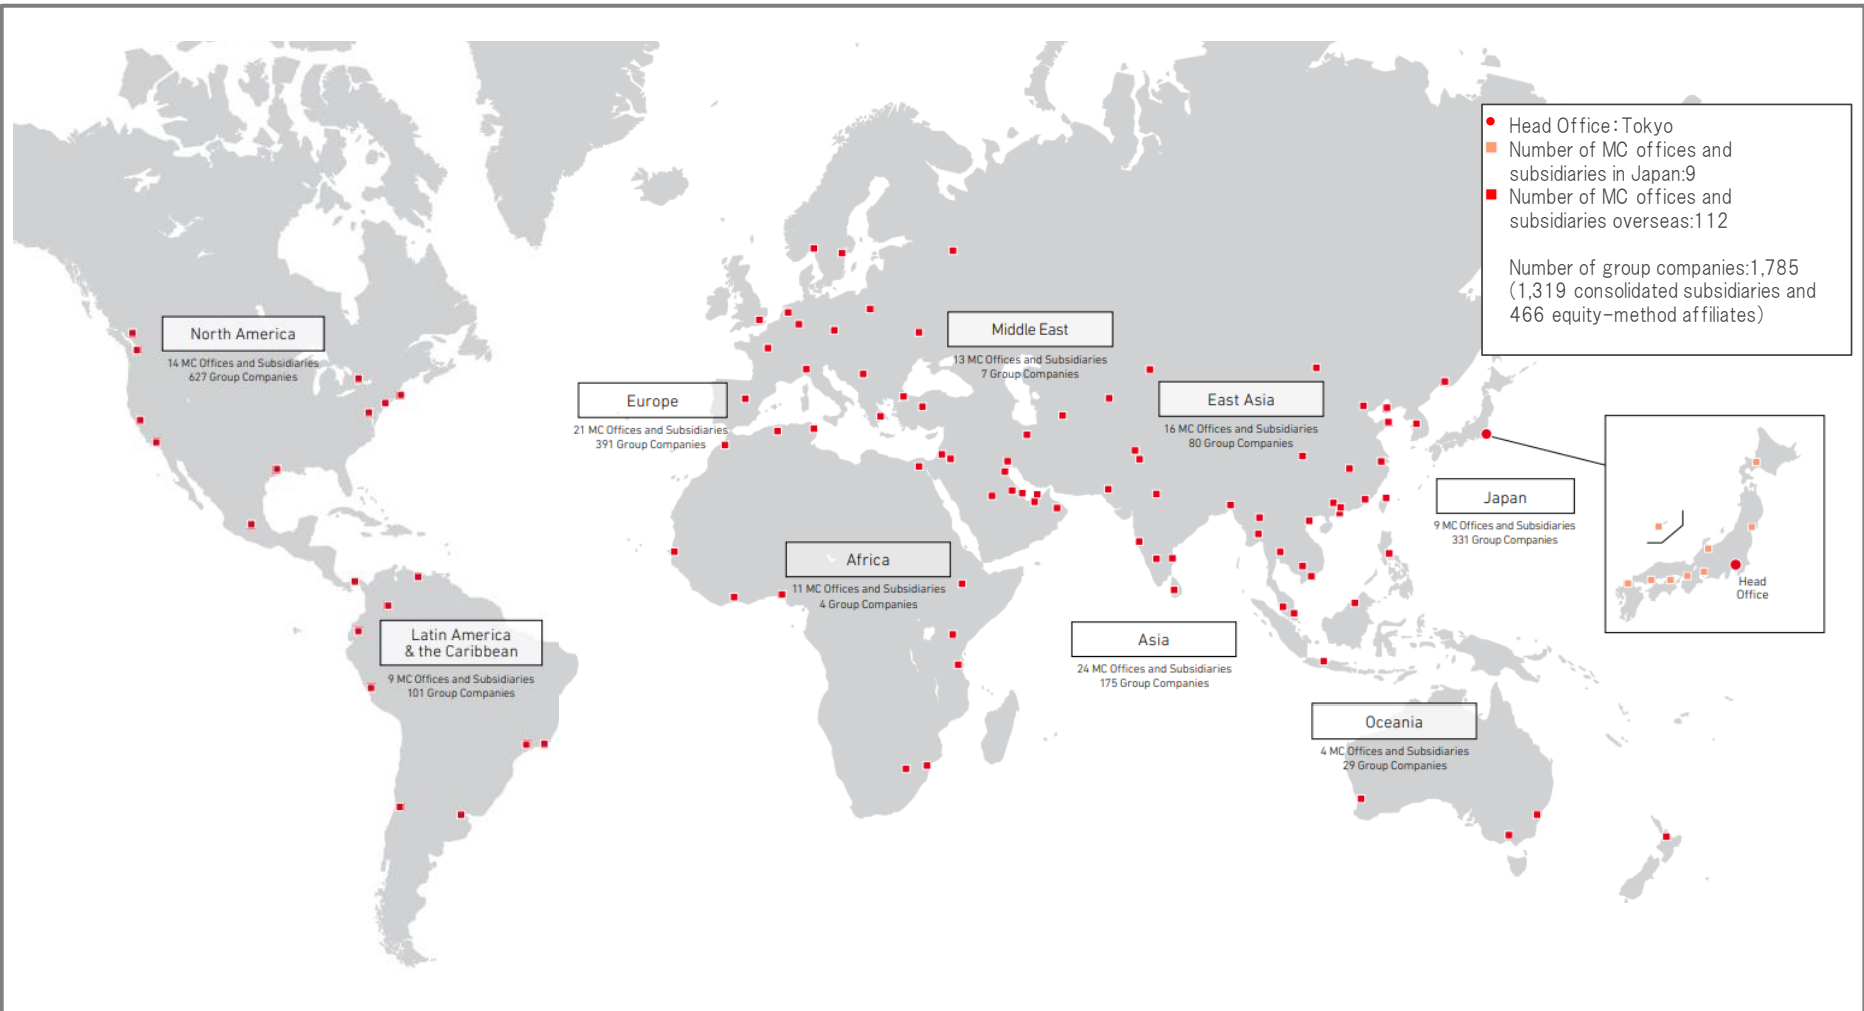 Head Office：Tokyo
Number of MC offices and
subsidiaries in Japan:9
Number of MC offices and
subsidiaries overseas:112
Number of group companies:1,785
(1,319 consolidated subsidiaries and
466 equity-method affiliates)
North America
14 MC Offices and Subsidiaries
627 Group Companies
Middle East
13 MC Offices and Subsidiaries
7 Group Companies
Europe
21 MC Offices and Subsidiaries
391 Group Companies
East Asia
16 MC Offices and Subsidiaries
80 Group Companies
Japan
9 MC Offices and Subsidiaries
331 Group Companies
Head
Office
Africa
11 MC Offices and Subsidiaries
4 Group Companies
Latin America
& the Caribbean
9 MC Offices and Subsidiaries
101 Group Companies
Asia
24 MC Offices and Subsidiaries
175 Group Companies
Oceania
4 MC Offices and Subsidiaries
29 Group Companies